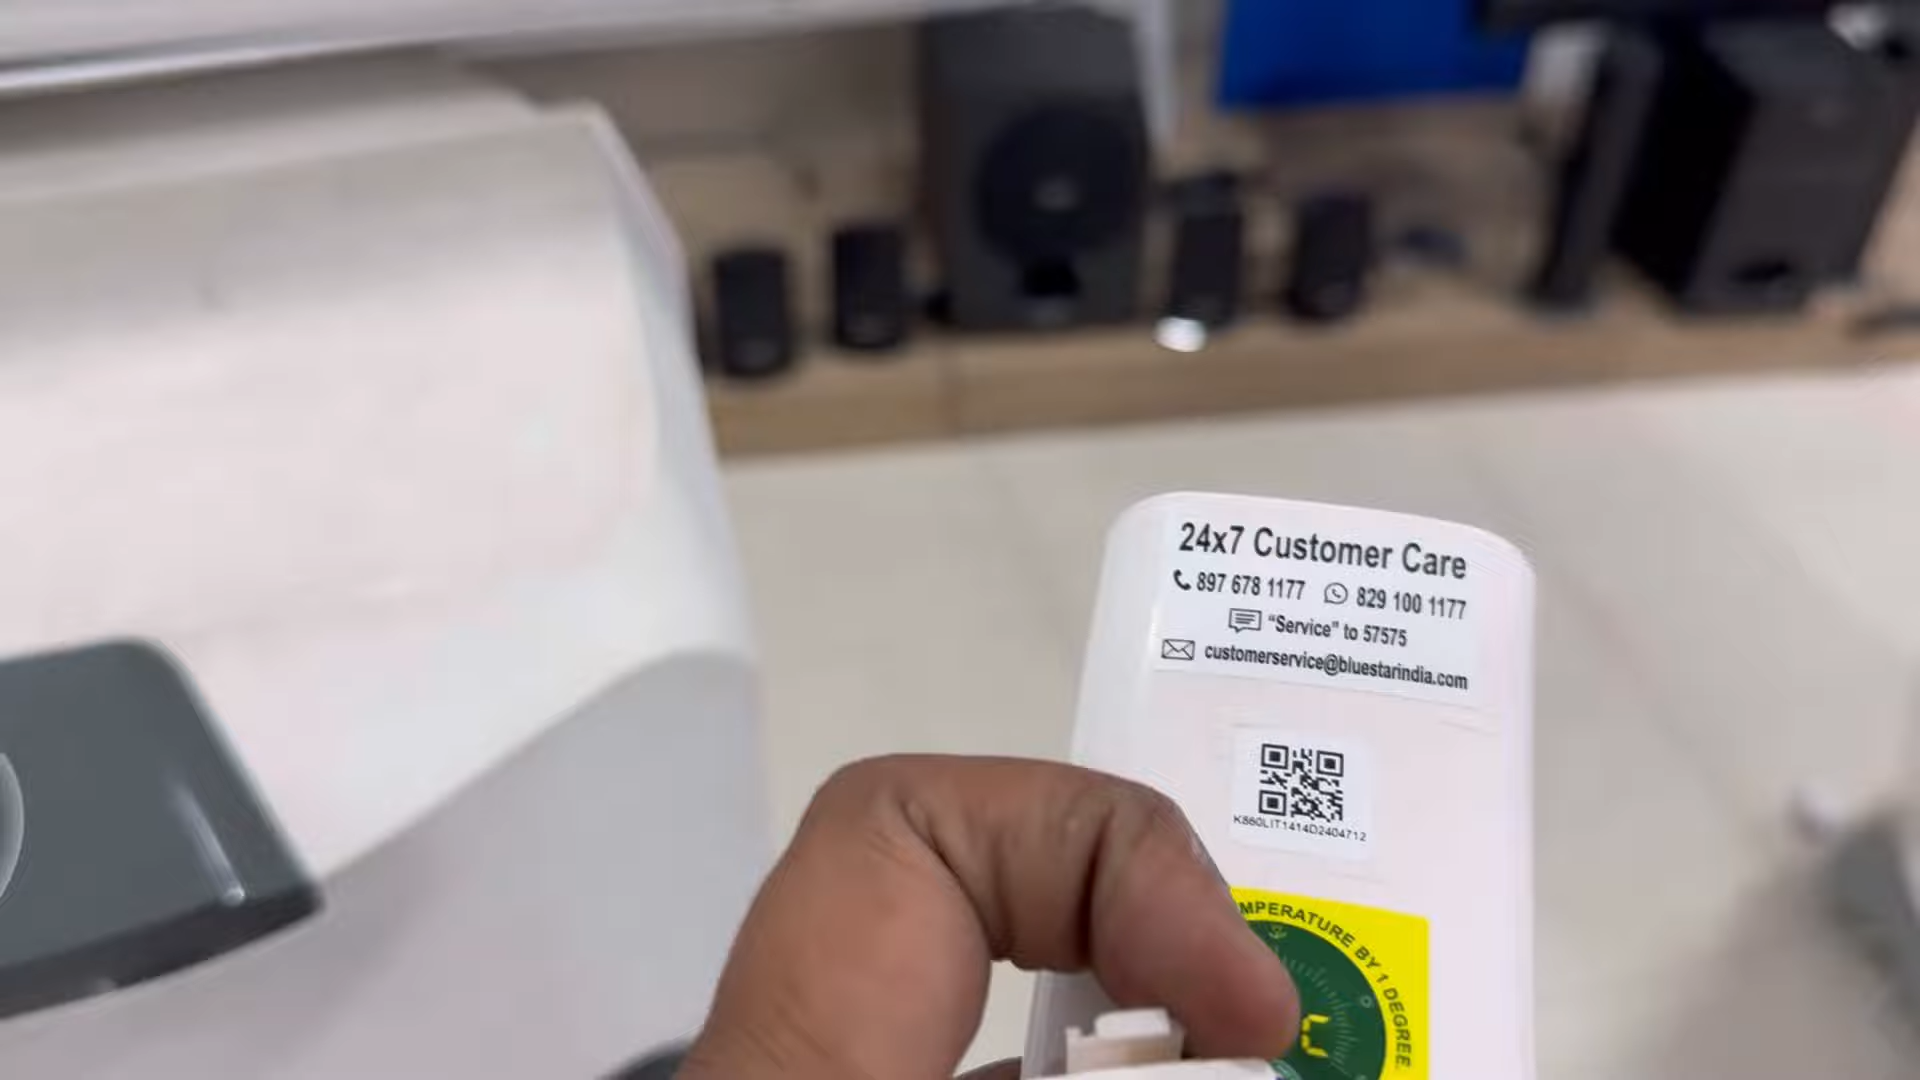 24x7 Customer Care
897 678 1177 829 100 1177
“Service” to 57575
customerservice@bluestarindia.com
K860LIT1414D2404712
MPERATURE BY 1 DEGREE